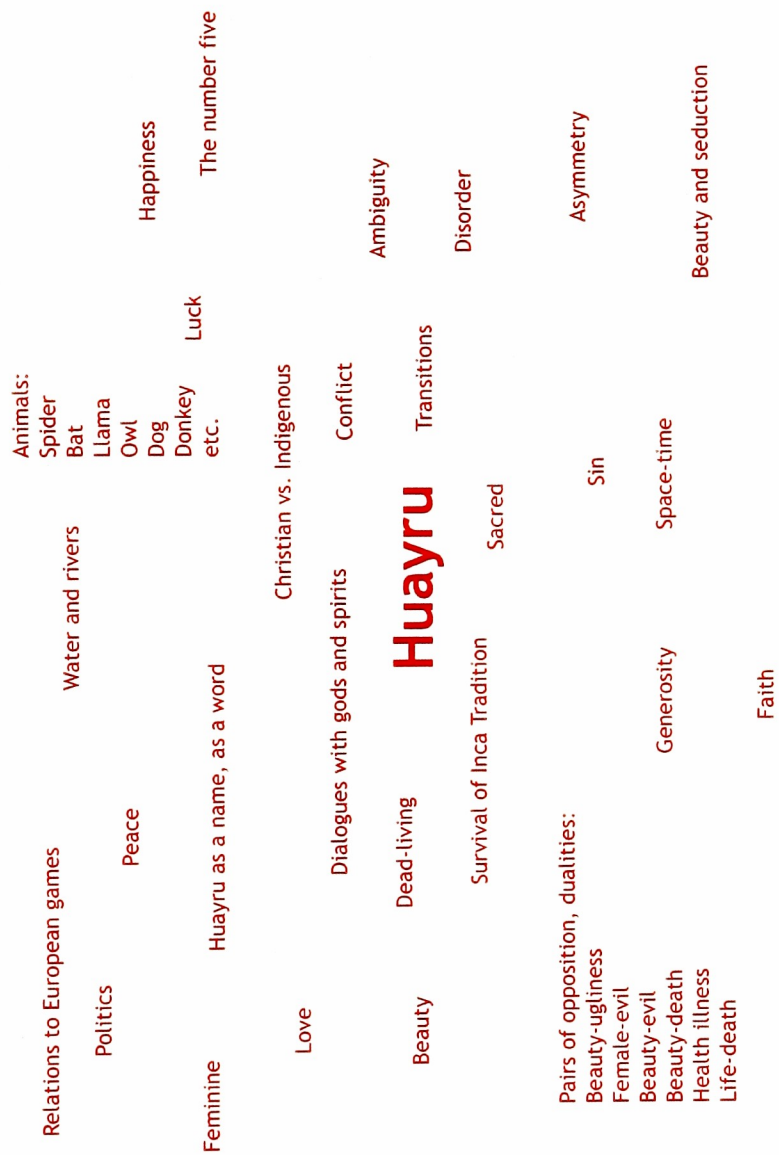 Animals:
Spider
Bat
Llama
Owl
Dog
Donkey
etc.
Relations to European games
Water and rivers
Politics
Peace
Happiness
Luck
The number five
Feminine
Huayru as a name, as a word
Christian vs. Indigenous
Love
Dialogues with gods and spirits
Conflict
Ambiguity
Dead-living
Huayru
Beauty
Transitions
Disorder
Survival of Inca Tradition
Sacred
Pairs of opposition, dualities:
Beauty-ugliness
Female-evil
Beauty-evil
Beauty-death
Health illness
Life-death
Asymmetry
Sin
Generosity
Space-time
Beauty and seduction
Faith